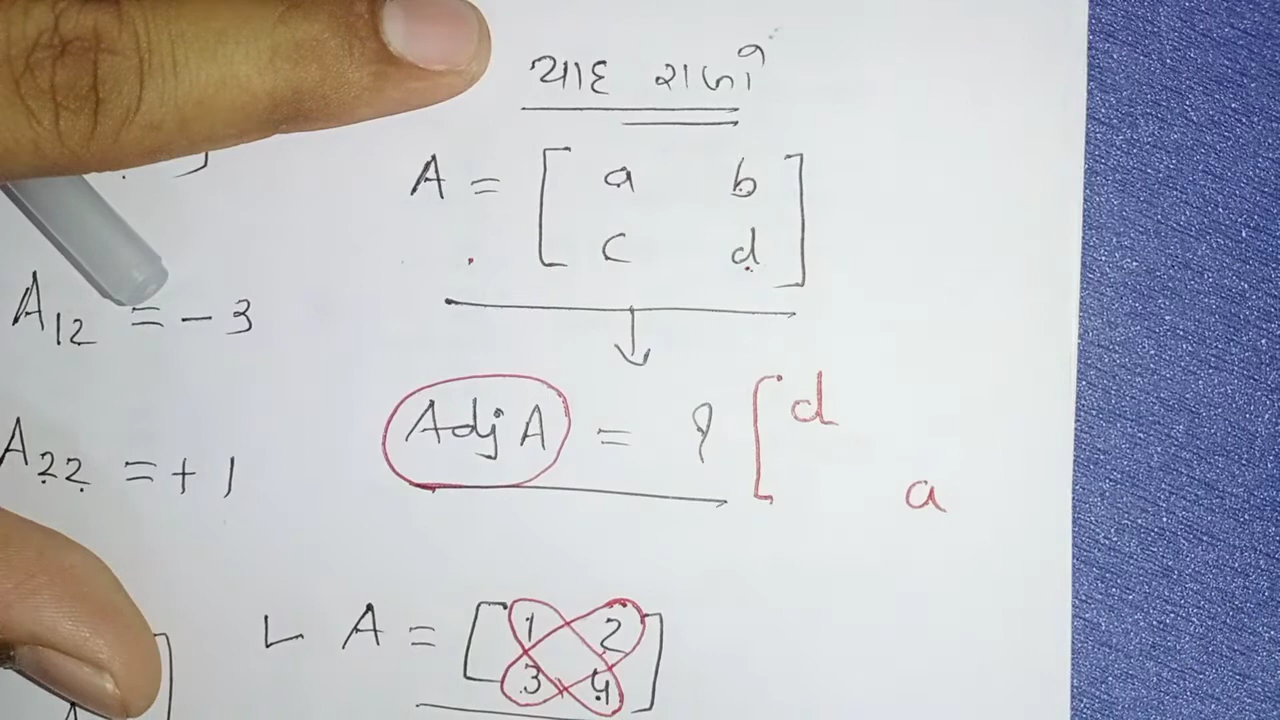 યાદ રાખો
A = [ a b
c d ]
A12 = - 3
Adj A = ? [ d
a
A22 = + 1
A = [ 1 2
3 4 ]